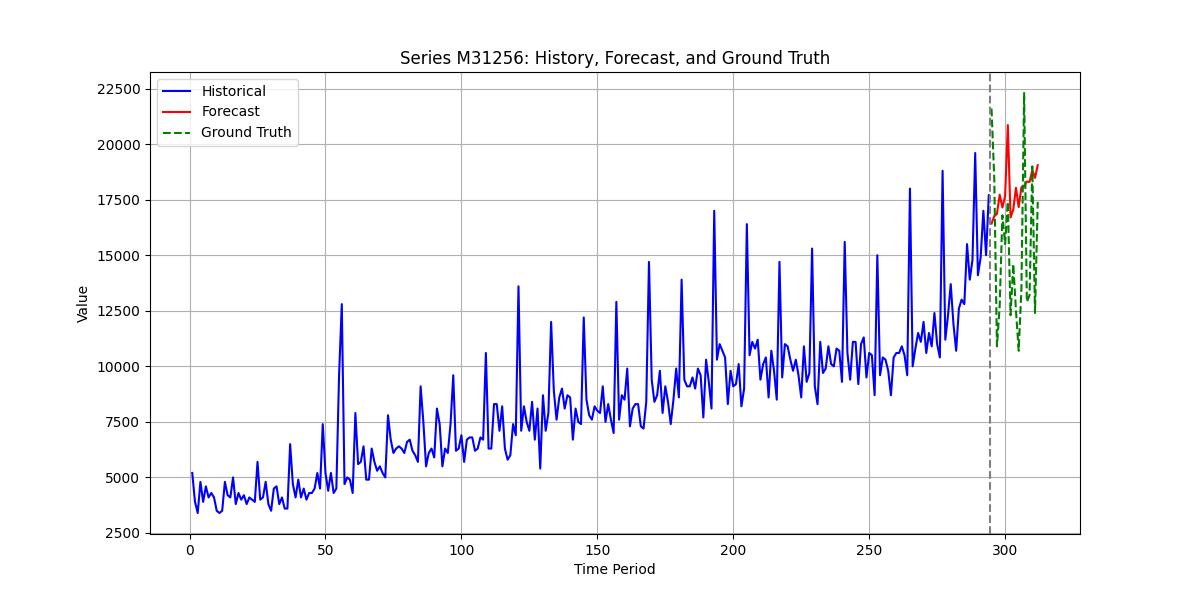 Series M31256: History, Forecast, and Ground Truth
Historical
Forecast
Ground Truth
22500
20000
17500
15000
12500
10000
7500
5000
2500
Value
0 50 100 150 200 250 300
Time Period